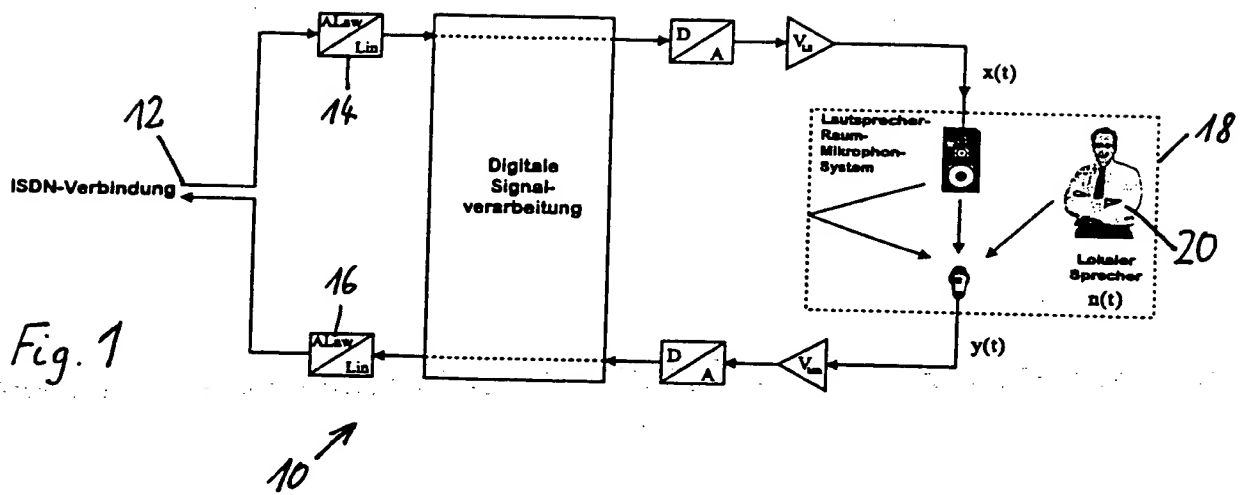 ALaw
Lin
14
D
A
V
x(t)
12
ISDN-Verbindung
Digitale
Signal-
verarbeitung
Lautsprecher-
Raum-
Mikrophon-
System
18
20
Lokaler
Sprecher
n(t)
16
ALaw
Lin
D
A
V
y(t)
Fig. 1
10